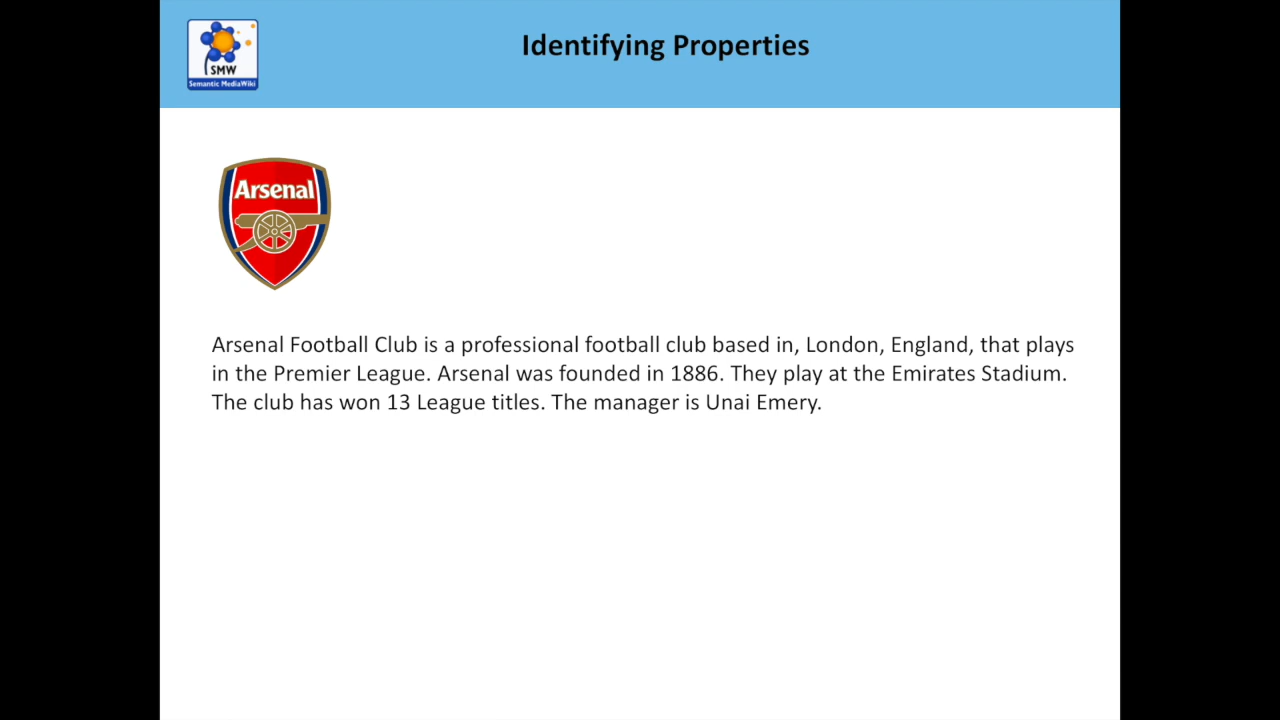 Identifying Properties
SMW
Semantic MediaWiki
Arsenal
Arsenal Football Club is a professional football club based in, London, England, that plays
in the Premier League. Arsenal was founded in 1886. They play at the Emirates Stadium.
The club has won 13 League titles. The manager is Unai Emery.